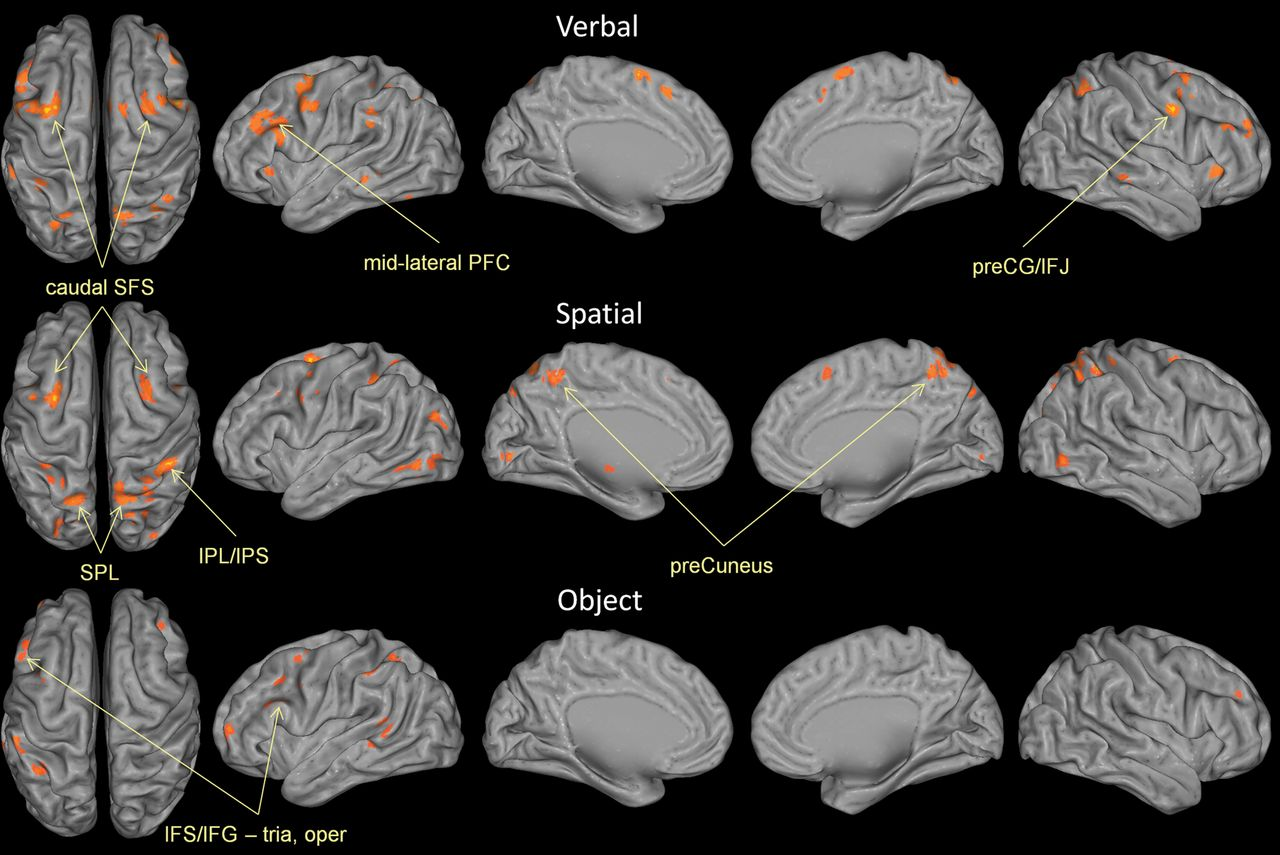 Verbal
mid-lateral PFC
preCG/IFJ
caudal SFS
Spatial
IPL/IPS
preCuneus
SPL
Object
IFS/IFG – tria, oper